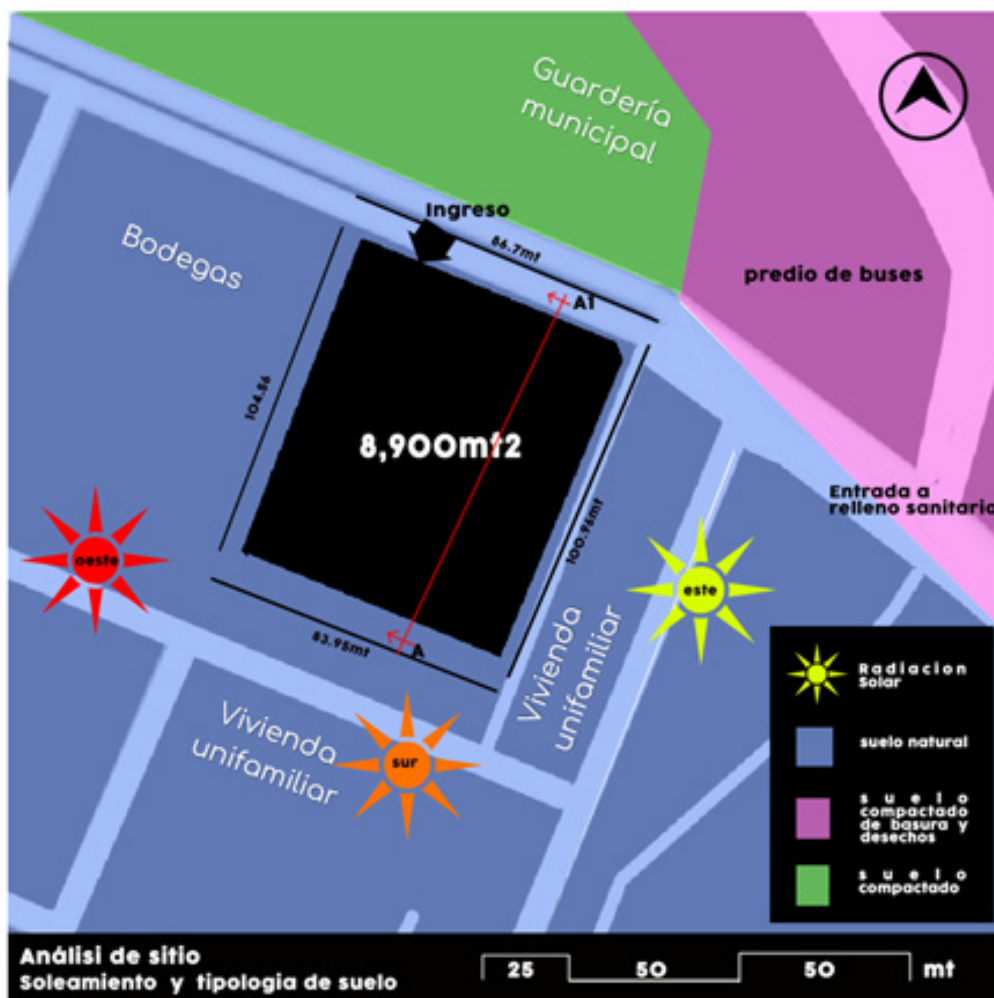 Guardería
municipal
Ingreso
86.7mt
Bodegas
A1
predio de buses
104.56
8,900mt2
Entrada a
relleno sanitario
100.96mt
oeste
este
Vivienda
unifamiliar
83.95mt
A
Vivienda
unifamiliar
sur
Radiacion
Solar
suelo natural
suelo
compactado
de basura y
desechos
suelo
compactado
Análisi de sitio
Soleamiento y tipologia de suelo
25 50 50 mt